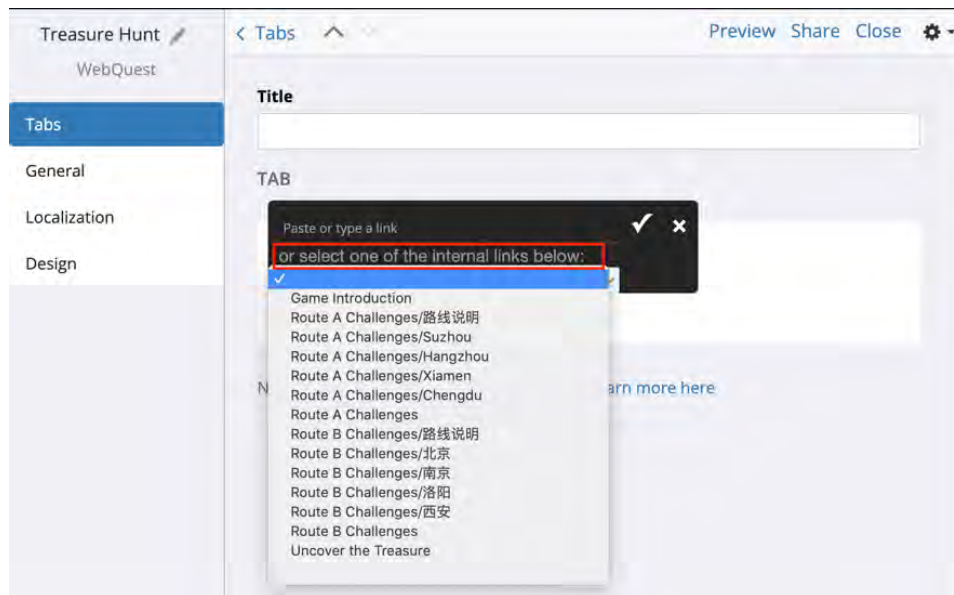 Treasure Hunt
WebQuest
Tabs
General
Localization
Design
Tabs
Preview Share Close
Title
TAB
Paste or type a link
or select one of the internal links below:
Game Introduction
Route A Challenges/路线说明
Route A Challenges/Suzhou
Route A Challenges/Hangzhou
Route A Challenges/Xiamen
Route A Challenges/Chengdu
Route A Challenges
Route B Challenges/路线说明
Route B Challenges/北京
Route B Challenges/南京
Route B Challenges/洛阳
Route B Challenges/西安
Route B Challenges
Uncover the Treasure
more here